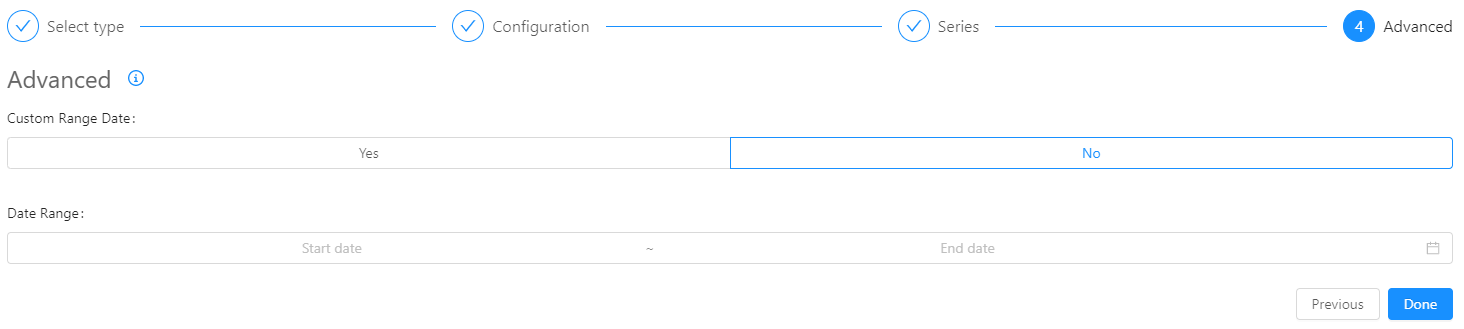 Select type Configuration Series 4 Advanced
Advanced
Custom Range Date:
Yes No
Date Range:
Start date ~ End date
Previous Done